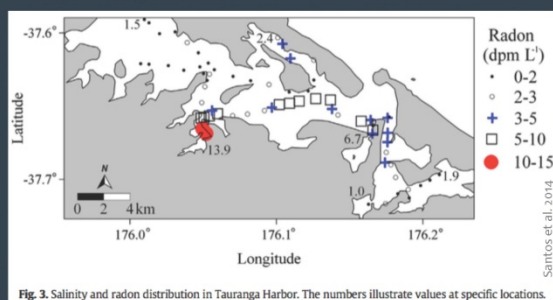 -37.6
-37.7
Latitude
1.5
2.4
6.7
13.9
1.0
1.9
N
0 2 4km
176.0 176.1 176.2
Longitude
Radon
(dpm L⁻¹)
0-2
2-3
3-5
5-10
10-15
Santos et al. 2014
Fig. 3. Salinity and radon distribution in Tauranga Harbor. The numbers illustrate values at specific locations.